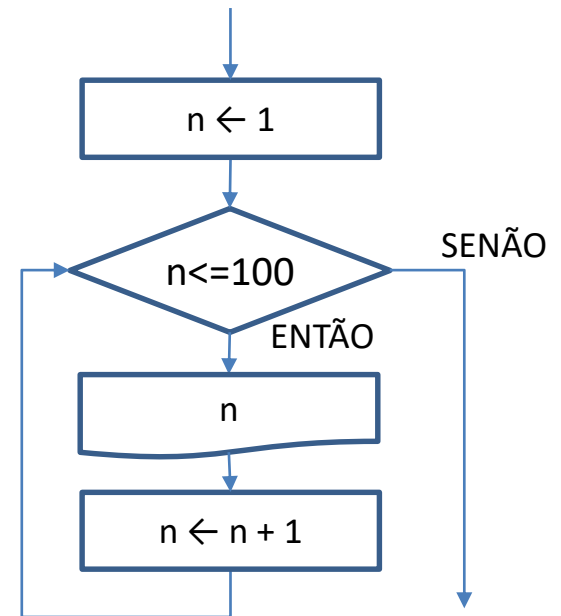 n ← 1
n<=100
SENÃO
ENTÃO
n
n ← n + 1